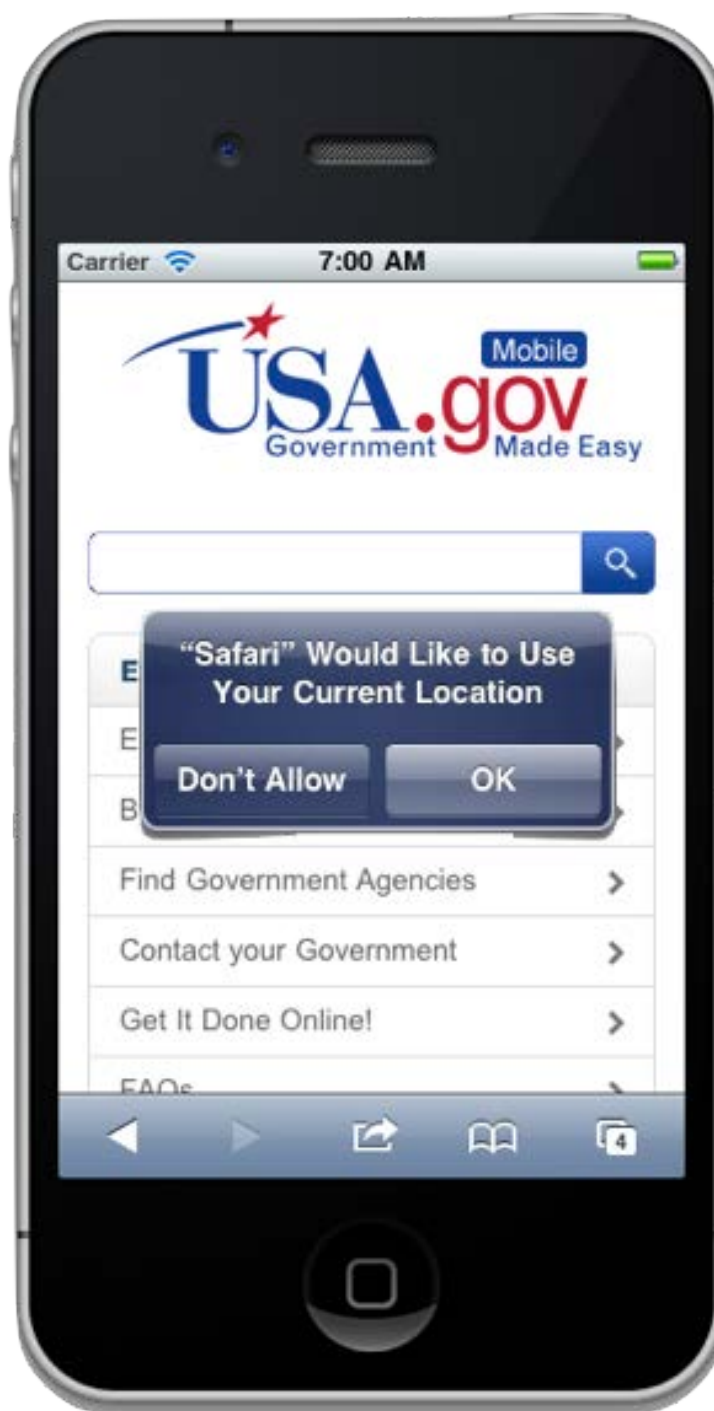 Carrier 7:00 AM
Mobile
USA.gov
Government Made Easy
“Safari” Would Like to Use
Your Current Location
E
E
Don’t Allow OK
B
Find Government Agencies
Contact your Government
Get It Done Online!
FAQs
4